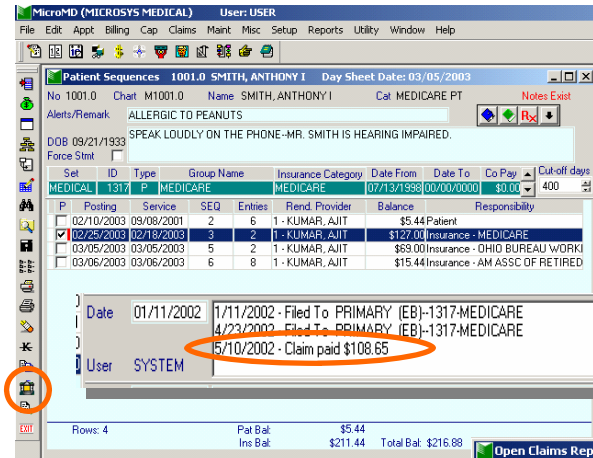 MicroMD (MICROSYS MEDICAL) User: USER
File Edit Appt Billing Cap Claims Maint Misc Setup Reports Utility Window Help
Patient Sequences 1001.0 SMITH, ANTHONY I Day Sheet Date: 03/05/2003
No 1001.0 Chart M1001.0 Name SMITH, ANTHONY I Cat MEDICARE PT Notes Exist
Alerts/Remark ALLERGIC TO PEANUTS
SPEAK LOUDLY ON THE PHONE--MR. SMITH IS HEARING IMPAIRED.
DOB 09/21/1933
Force Stmt
Set ID Type Group Name Insurance Category Date From Date To Co Pay Cut-off days
MEDICAL 1317 P MEDICARE MEDICARE 07/13/1998 00/00/0000 $0.00 400
P Posting Service SEQ Entries Rend. Provider Balance Responsibility
02/10/2003 09/08/2001 2 6 1 - KUMAR, AJIT $5.44 Patient
02/25/2003 02/18/2003 3 2 1 - KUMAR, AJIT $127.00 Insurance - MEDICARE
03/05/2003 03/05/2003 5 2 1 - KUMAR, AJIT $69.00 Insurance - OHIO BUREAU WORK
03/06/2003 03/06/2003 6 8 1 - KUMAR, AJIT $15.44 Insurance - AM ASSC OF RETIRED
Date 01/11/2002 1/11/2002 - Filed To PRIMARY (EB)--1317-MEDICARE
4/23/2002 - Filed To PRIMARY (EB)--1317-MEDICARE
5/10/2002 - Claim paid $108.65
User SYSTEM
EXIT
Rows: 4 Pat Bal: $5.44
Ins Bal: $211.44 Total Bal: $216.88
Open Claims Rep